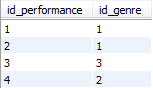 id_performance id_genre
1 1
2 1
3 3
4 2